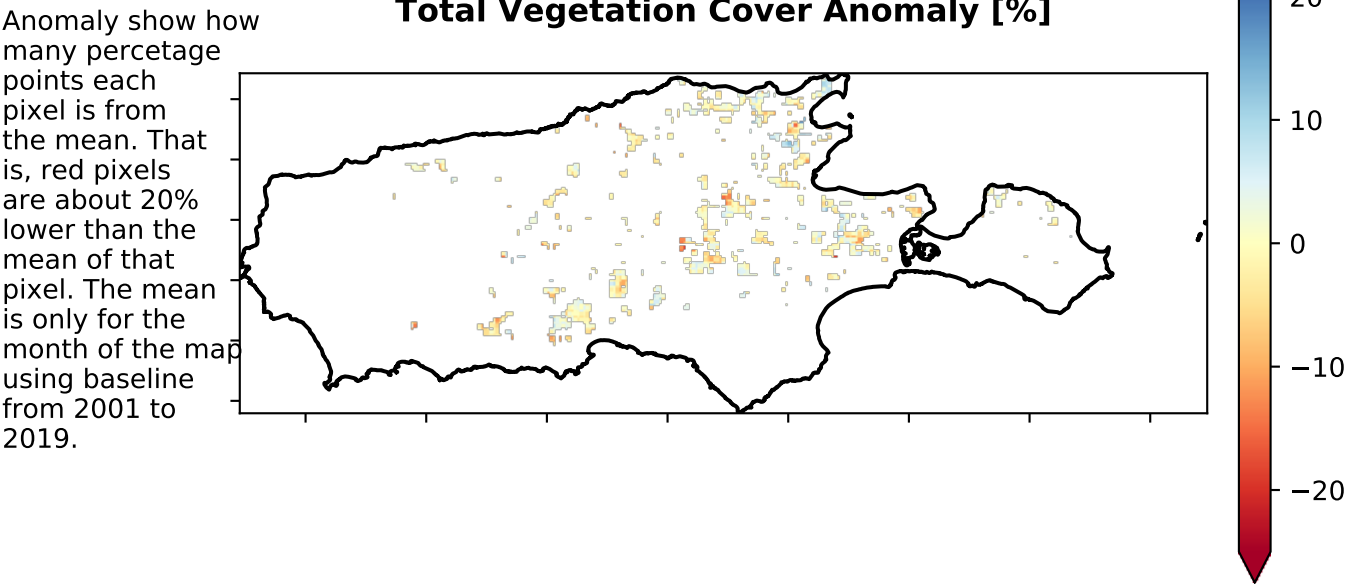 Anomaly show how
many percetage
points each
pixel is from
the mean. That
is, red pixels
are about 20%
lower than the
mean of that
pixel. The mean
is only for the
month of the map
using baseline
from 2001 to
2019.
Total Vegetation Cover Anomaly [%]
20
10
0
−10
−20